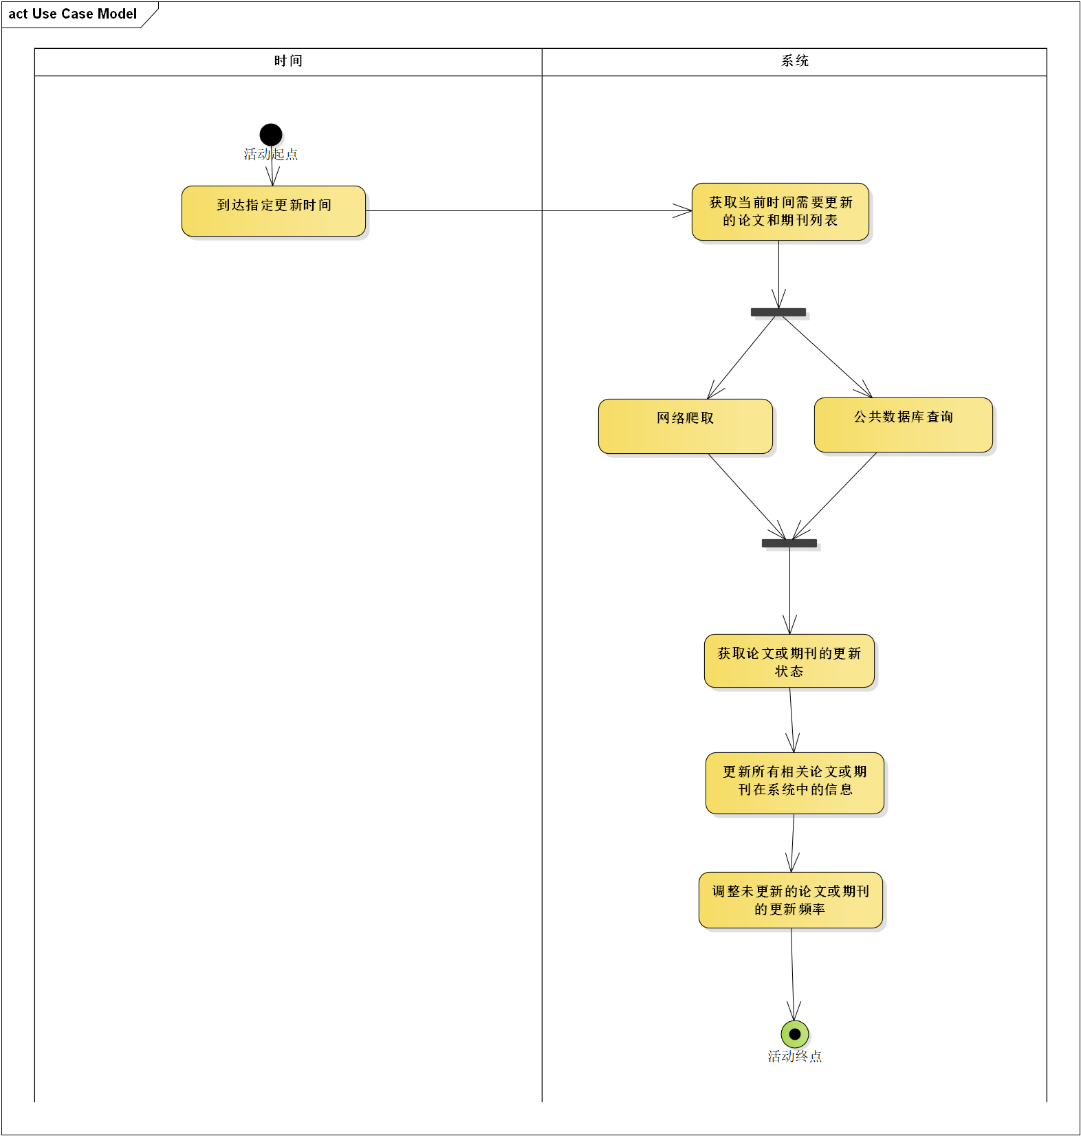 act Use Case Model
时间
系统
活动起点
到达指定更新时间
获取当前时间需要更新
的论文和期刊列表
网络爬取
公共数据库查询
获取论文或期刊的更新
状态
更新所有相关论文或期
刊在系统中的信息
调整未更新的论文或期刊
的更新频率
活动终点